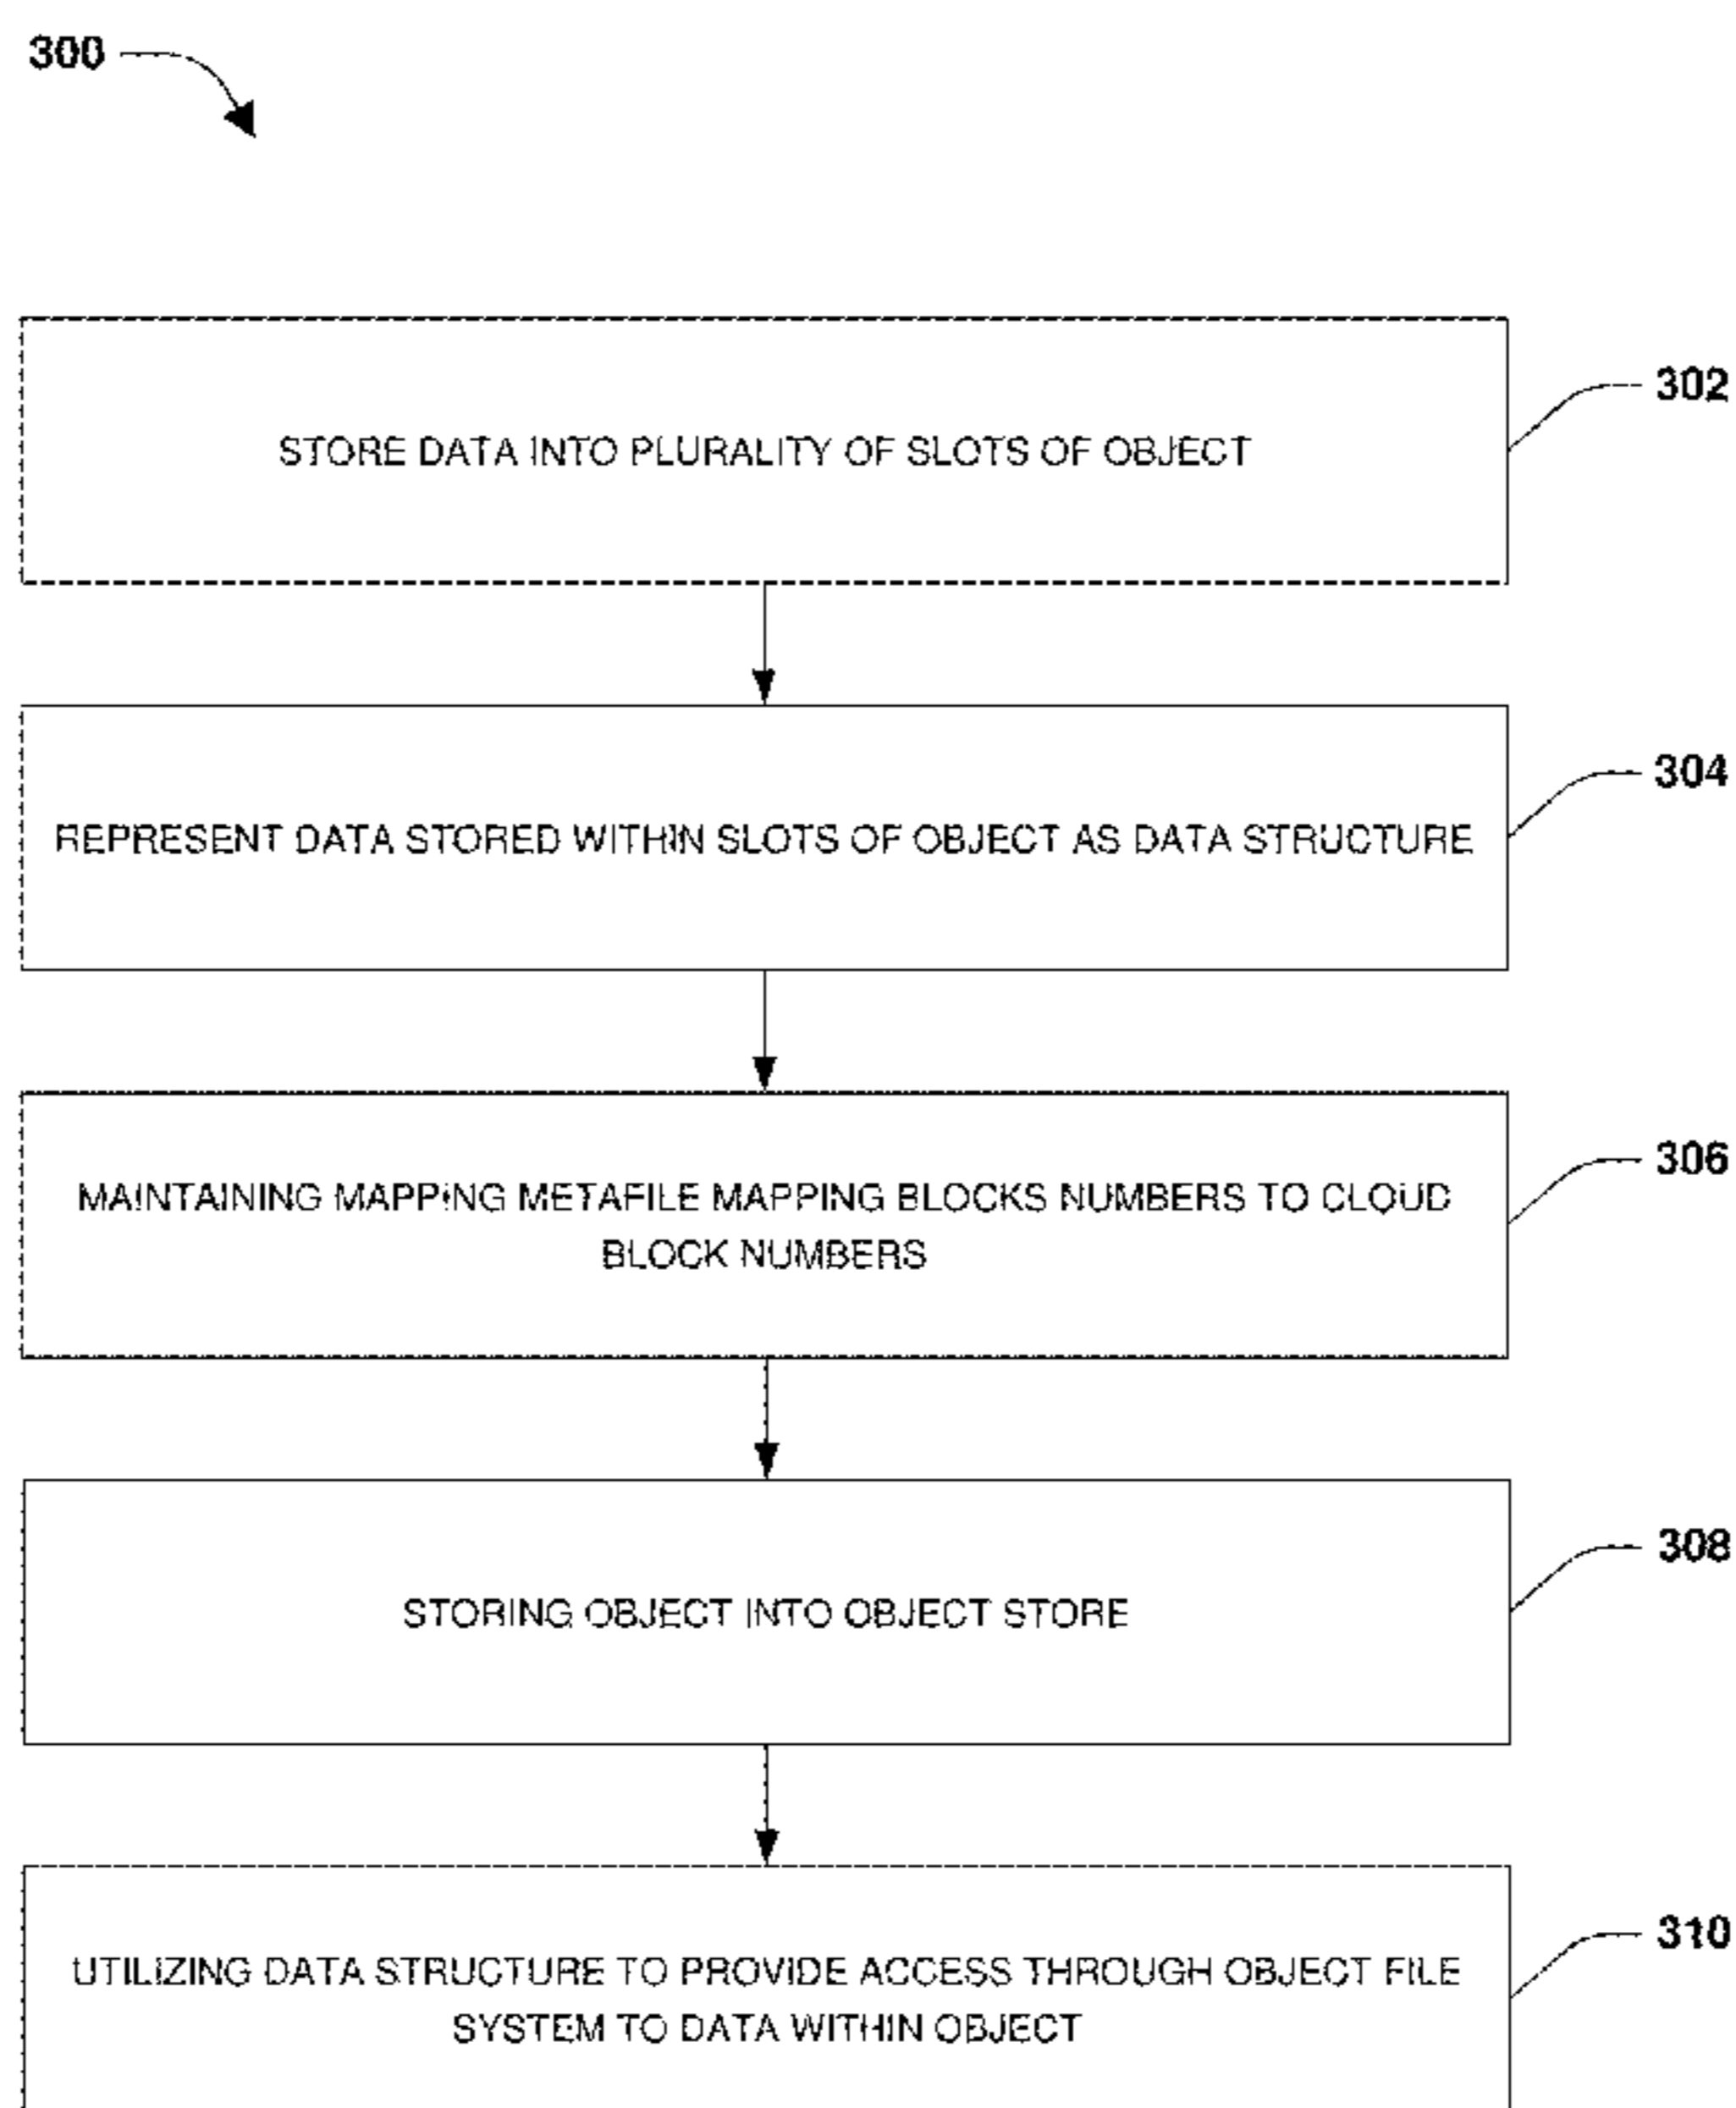 300
302
STORE DATA INTO PLURALITY OF SLOTS OF OBJECT
304
REPRESENT DATA STORED WITHIN SLOTS OF OBJECT AS DATA STRUCTURE
306
MAINTAINING MAPPING METAFILE MAPPING BLOCKS NUMBERS TO CLOUD
BLOCK NUMBERS
308
STORING OBJECT INTO OBJECT STORE
310
UTILIZING DATA STRUCTURE TO PROVIDE ACCESS THROUGH OBJECT FILE
SYSTEM TO DATA WITHIN OBJECT